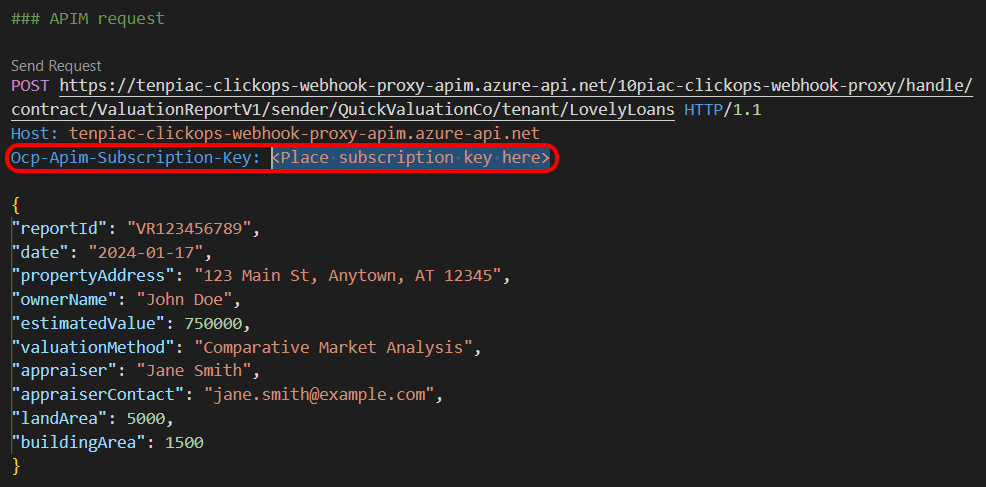 ### APIM request
Send Request
POST https://tenpiac-clickops-webhook-proxy-apim.azure-api.net/10piac-clickops-webhook-proxy/handle/
contract/ValuationReportV1/sender/QuickValuationCo/tenant/LovelyLoans HTTP/1.1
Host: tenpiac-clickops-webhook-proxy-apim.azure-api.net
Ocp-Apim-Subscription-Key: <Place subscription key here>
{
"reportId": "VR123456789",
"date": "2024-01-17",
"propertyAddress": "123 Main St, Anytown, AT 12345",
"ownerName": "John Doe",
"estimatedValue": 750000,
"valuationMethod": "Comparative Market Analysis",
"appraiser": "Jane Smith",
"appraiserContact": "jane.smith@example.com",
"landArea": 5000,
"buildingArea": 1500
}